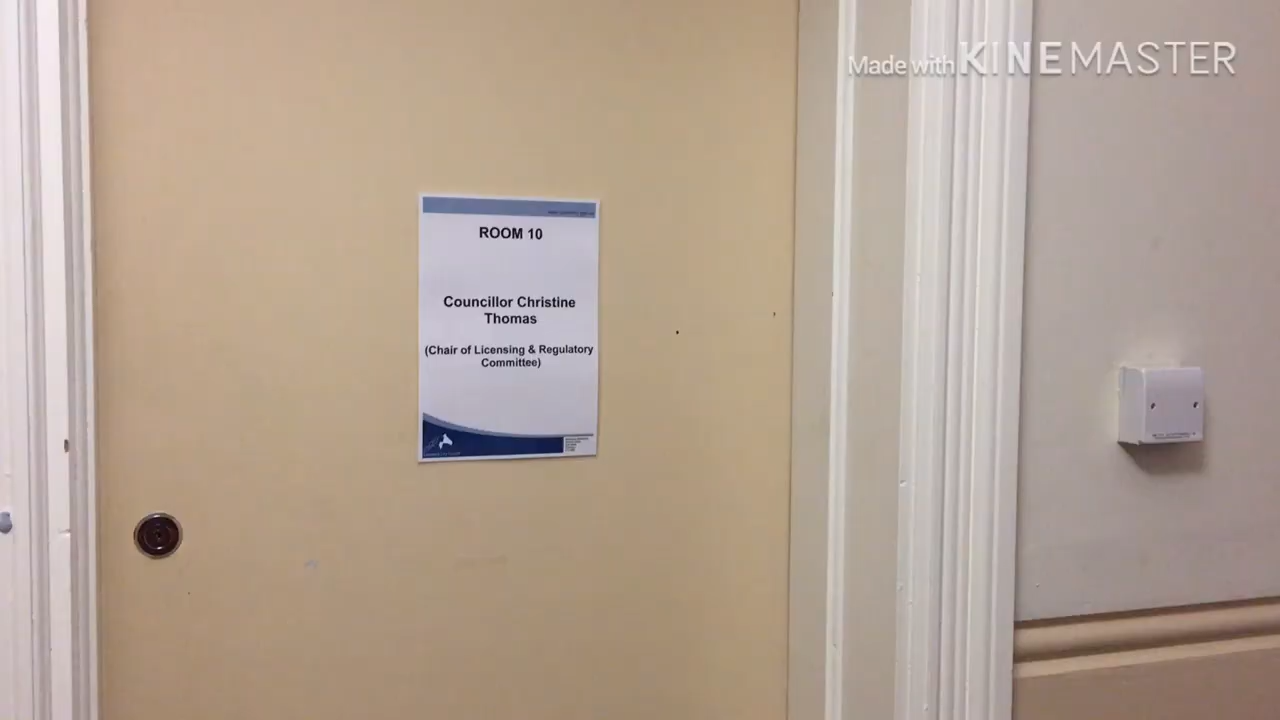 Made with KINEMASTER
ROOM 10
Councillor Christine
Thomas
(Chair of Licensing & Regulatory
Committee)